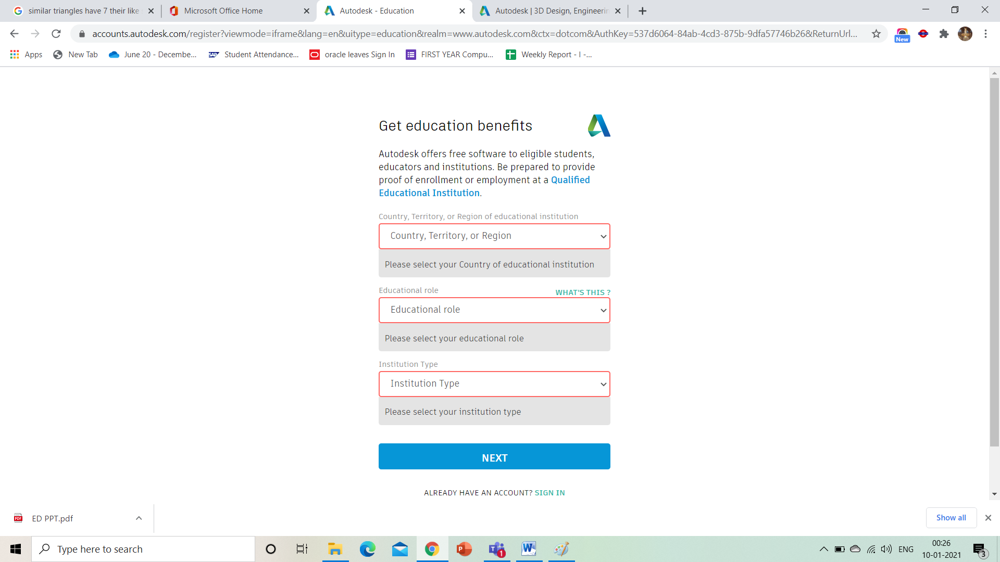 similar triangles have 7 their like
Microsoft Office Home
Autodesk - Education
Autodesk | 3D Design, Engineerin
accounts.autodesk.com/register?viewmode=iframe&lang=en&uitype=education&realm=www.autodesk.com&ctx=dotcom&AuthKey=537d6064-84ab-4cd3-875b-9dfa57746b26&ReturnUrl...
New
Apps
New Tab
June 20 - Decembe...
SAP
Student Attendance...
oracle leaves Sign In
FIRST YEAR Compu...
Weekly Report - I -...
Get education benefits
Autodesk offers free software to eligible students,
educators and institutions. Be prepared to provide
proof of enrollment or employment at a Qualified
Educational Institution.
Country, Territory, or Region of educational institution
Country, Territory, or Region
Please select your Country of educational institution
Educational role
WHAT'S THIS ?
Educational role
Please select your educational role
Institution Type
Institution Type
Please select your institution type
NEXT
ALREADY HAVE AN ACCOUNT? SIGN IN
PDF
ED PPT.pdf
Show all
Type here to search
ENG
00:26
10-01-2021
1
3